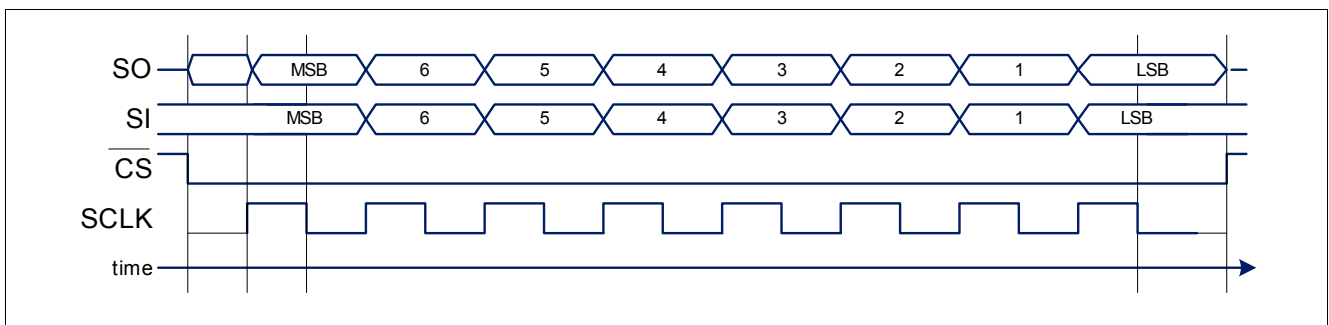 SO MSB 6 5 4 3 2 1 LSB
SI MSB 6 5 4 3 2 1 LSB
CS
SCLK
time